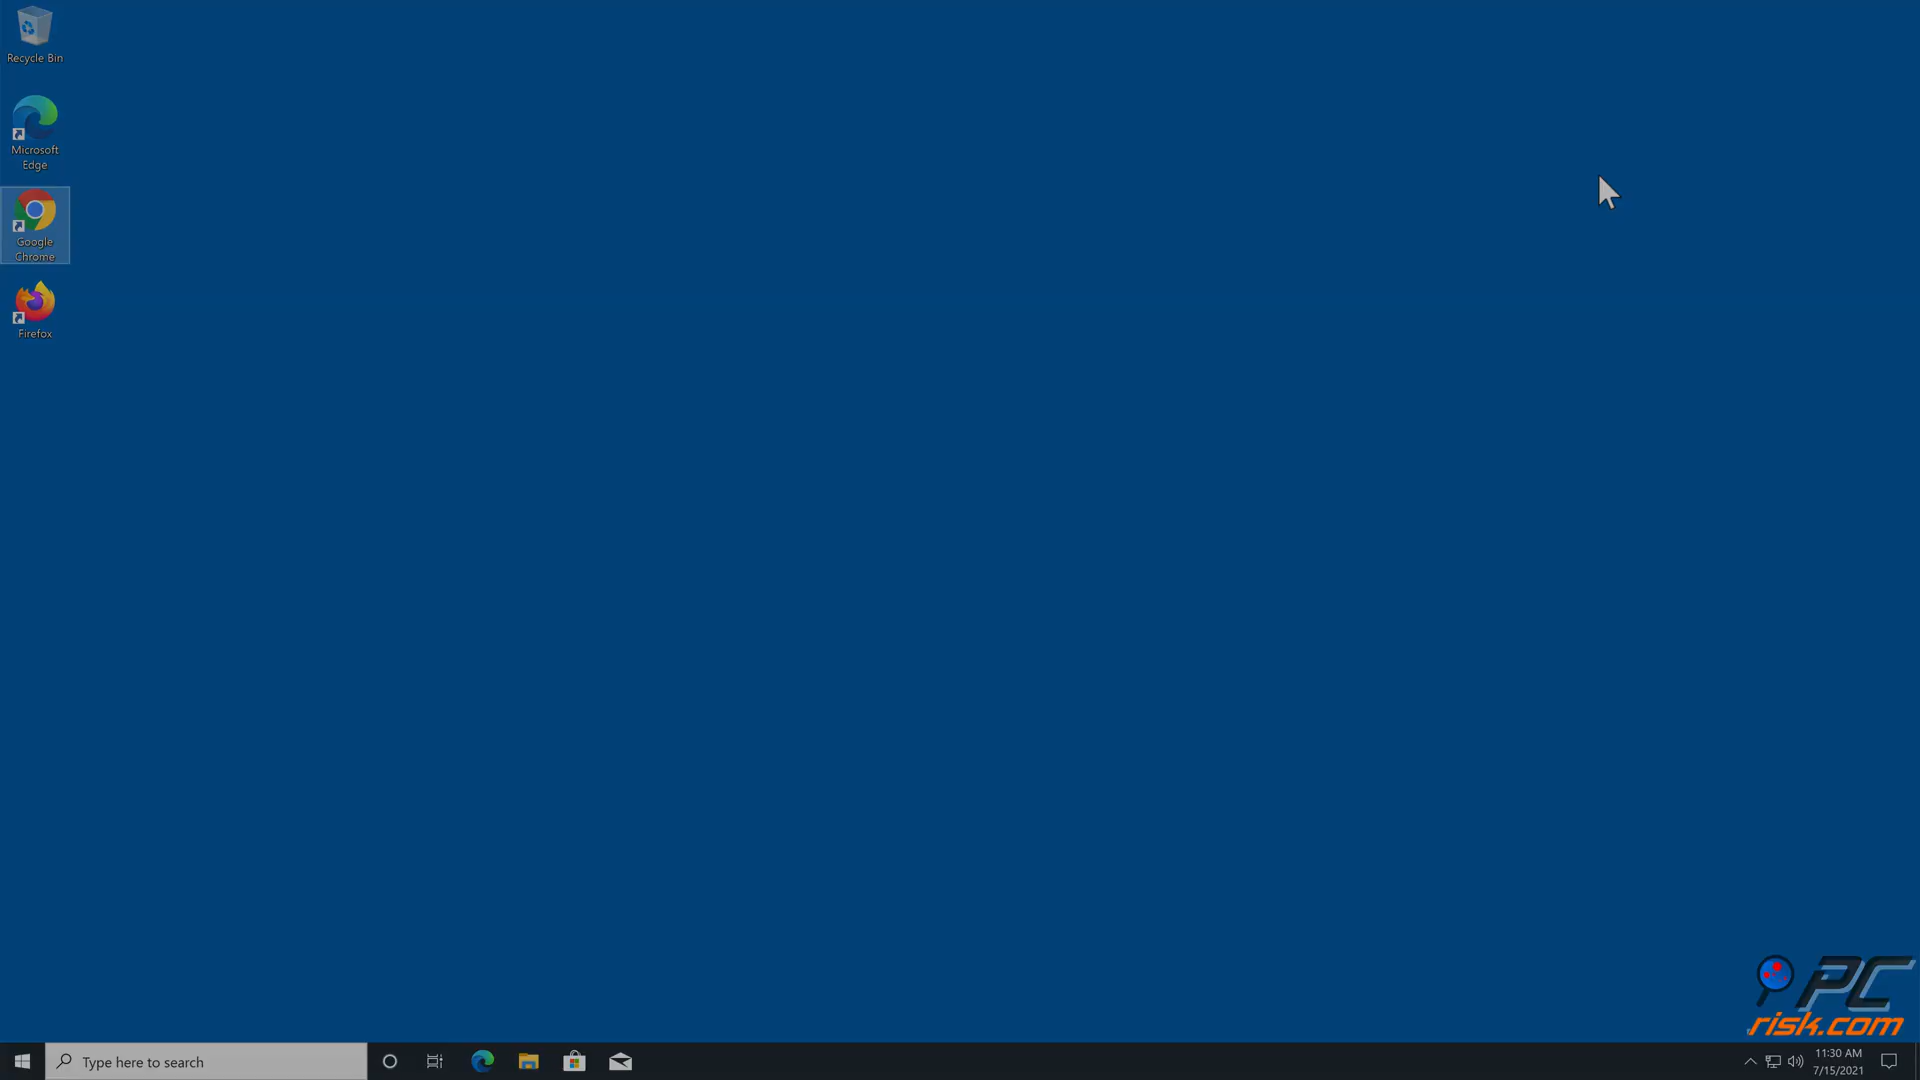 Recycle Bin
Microsoft
Edge
Google
Chrome
Firefox
PC
risk.com
Type here to search
11:30 AM
7/15/2021